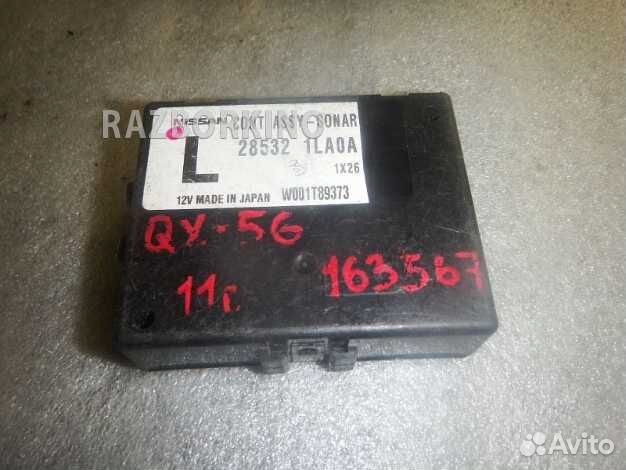 NISSAN CONT ASSY-SONAR
RAZBORKINO
L 28532 1LA0A
1X26
12V MADE IN JAPAN W001T89373
QX-56
11г. 163567
Avito